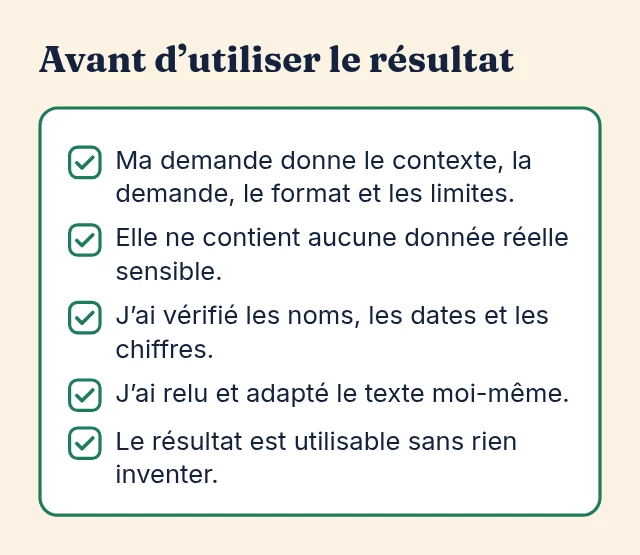 Avant d’utiliser le résultat
Ma demande donne le contexte, la
demande, le format et les limites.
Elle ne contient aucune donnée réelle
sensible.
J’ai vérifié les noms, les dates et les
chiffres.
J’ai relu et adapté le texte moi-même.
Le résultat est utilisable sans rien
inventer.